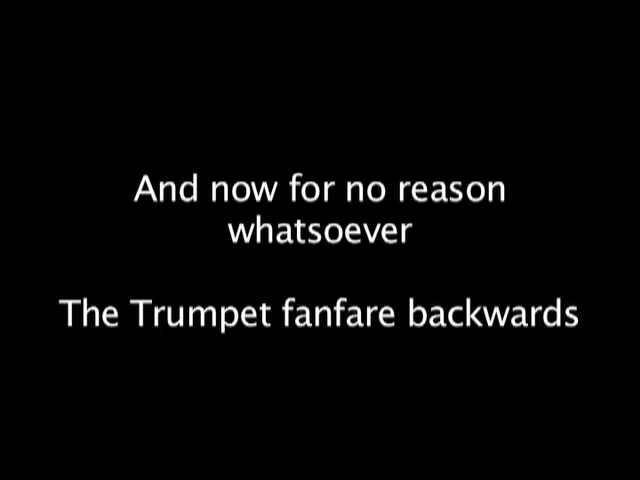 And now for no reason
whatsoever
The Trumpet fanfare backwards